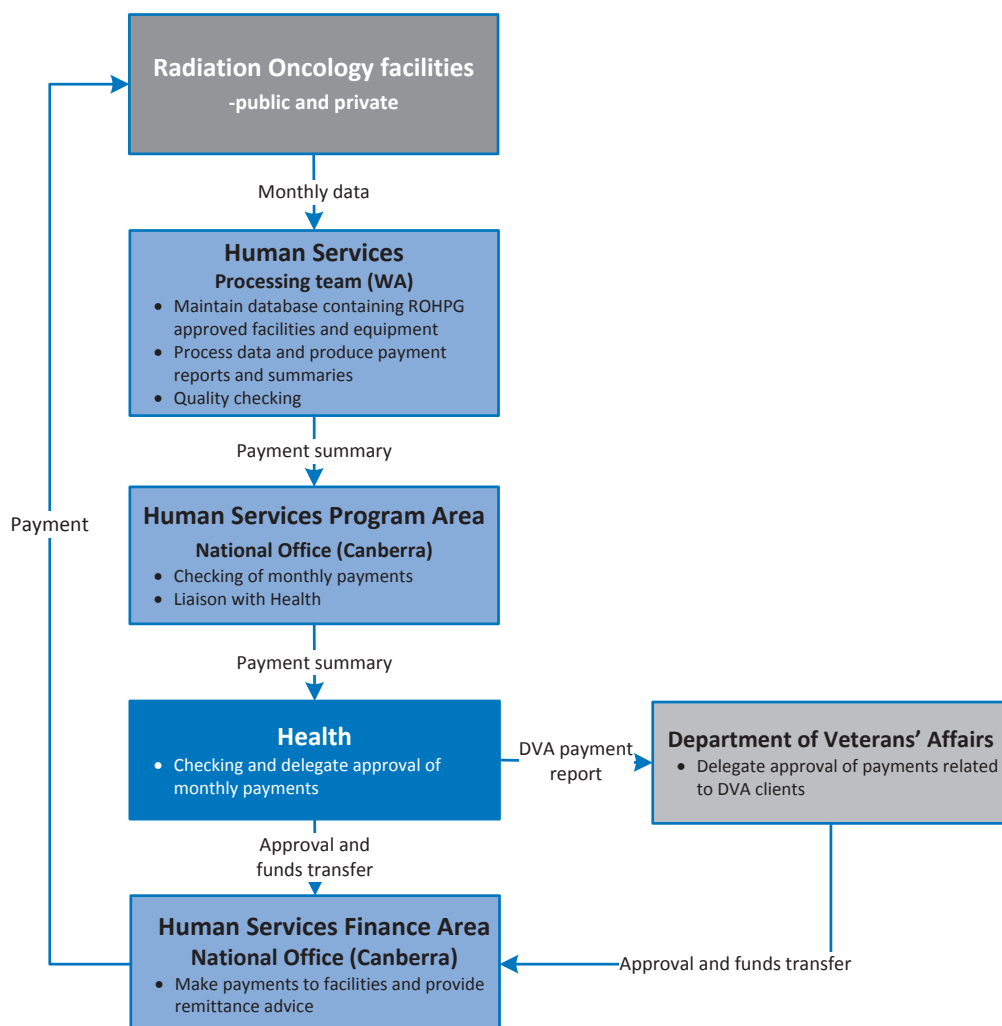 Radiation Oncology facilities
-public and private
Monthly data
Human Services
Processing team (WA)
• Maintain database containing ROHPG
approved facilities and equipment
• Process data and produce payment
reports and summaries
• Quality checking
Payment summary
Human Services Program Area
National Office (Canberra)
• Checking of monthly payments
• Liaison with Health
Payment
Payment summary
Health
• Checking and delegate approval of
monthly payments
DVA payment
report
Department of Veterans’ Affairs
• Delegate approval of payments related
to DVA clients
Approval and
funds transfer
Human Services Finance Area
National Office (Canberra)
• Make payments to facilities and provide
remittance advice
Approval and funds transfer